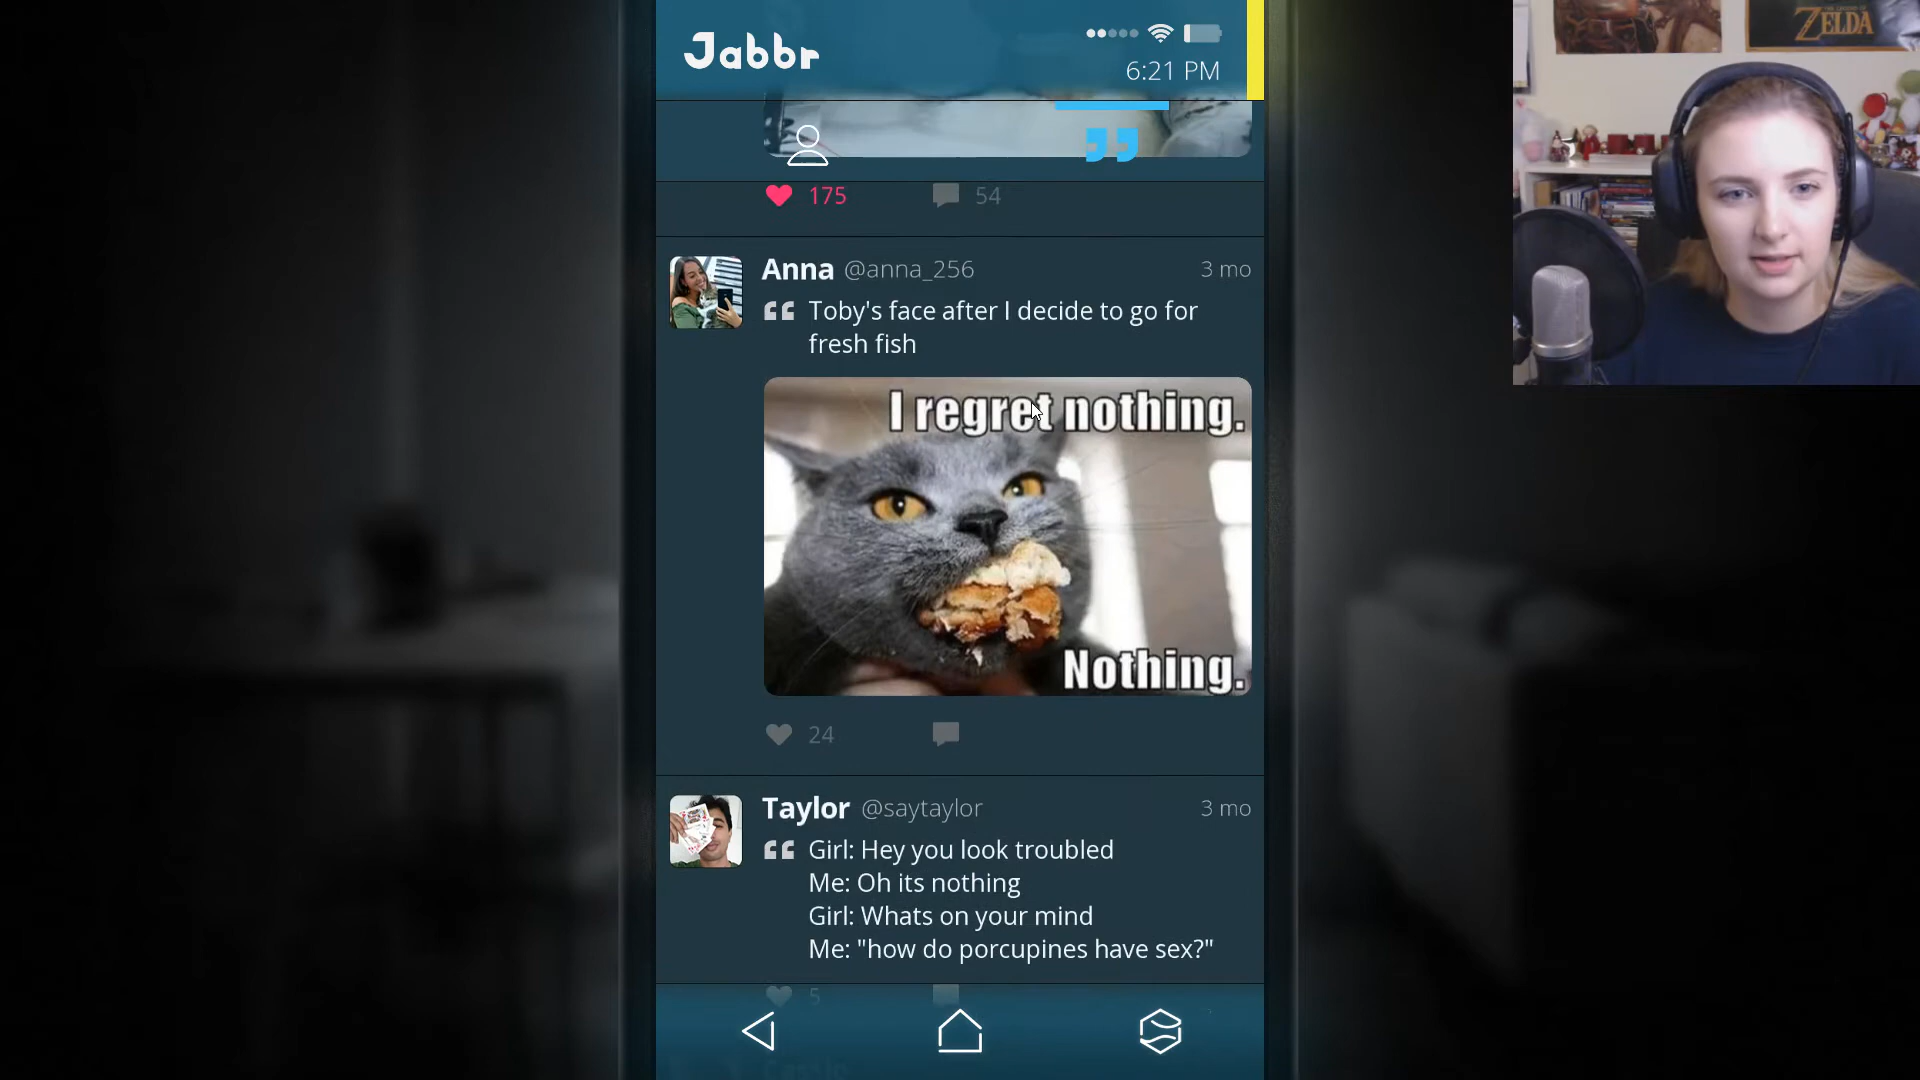 Jabbr
6:21 PM
ZELDA
175
54
Anna @anna_256
3 mo
Toby's face after I decide to go for
fresh fish
I regret nothing.
Nothing.
24
Taylor @saytaylor
3 mo
Girl: Hey you look troubled
Me: Oh its nothing
Girl: Whats on your mind
Me: "how do porcupines have sex?"
5